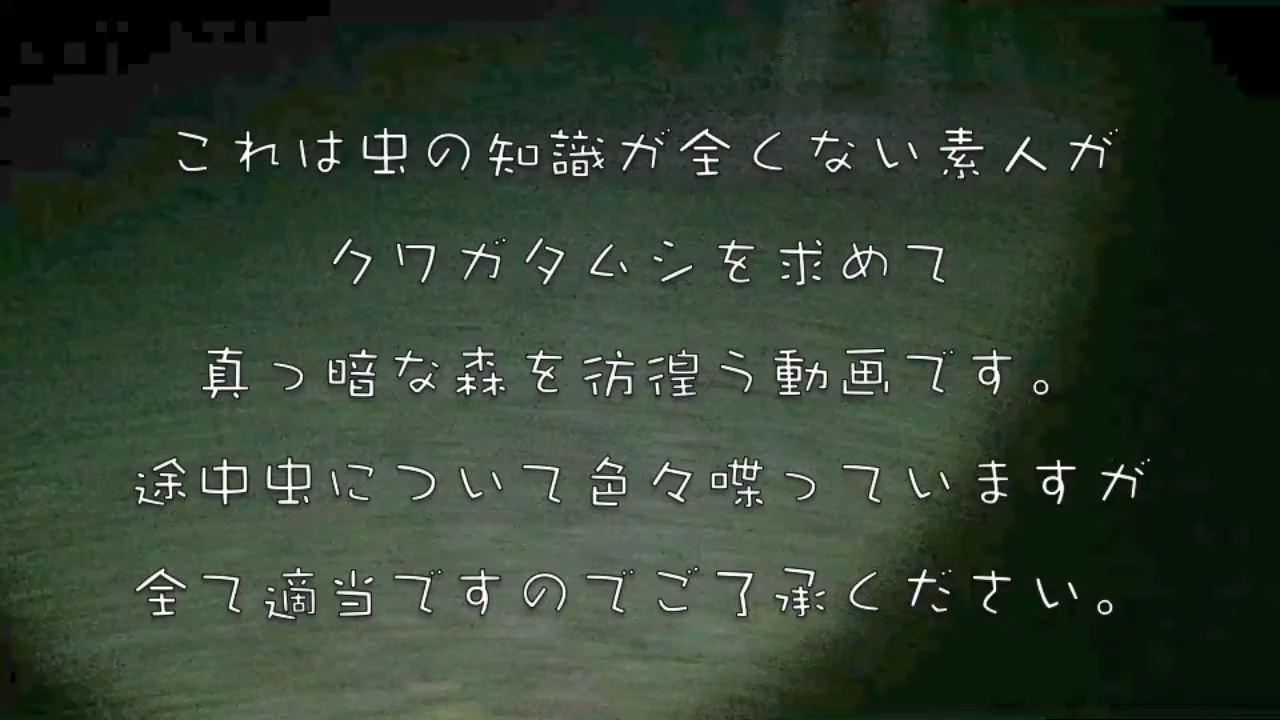 これは虫の知識が全くない素人が
クワガタムシを求めて
真っ暗な森を彷徨う動画です。
途中虫について色々喋っていますが
全て適当ですのでご了承ください。